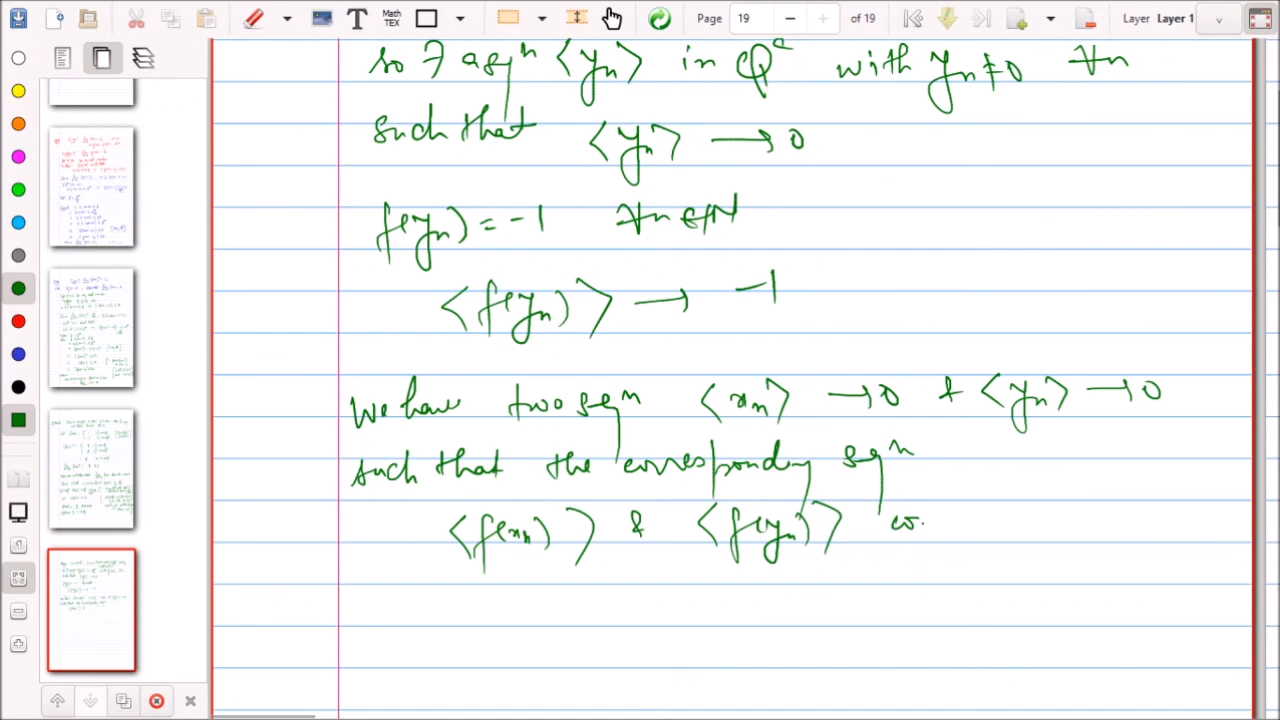 Math
TEX
Page 19 of 19
Layer Layer 1
so ∃ a seqn <yn> in Q^c with yn≠0 ∀n
such that <yn> → 0
f(yn) = -1 ∀n∈N
<f(yn)> → -1
we have two seqn <xn> → 0 & <yn> → 0
such that the corresponding seqn
<f(xn)> & <f(yn)> co